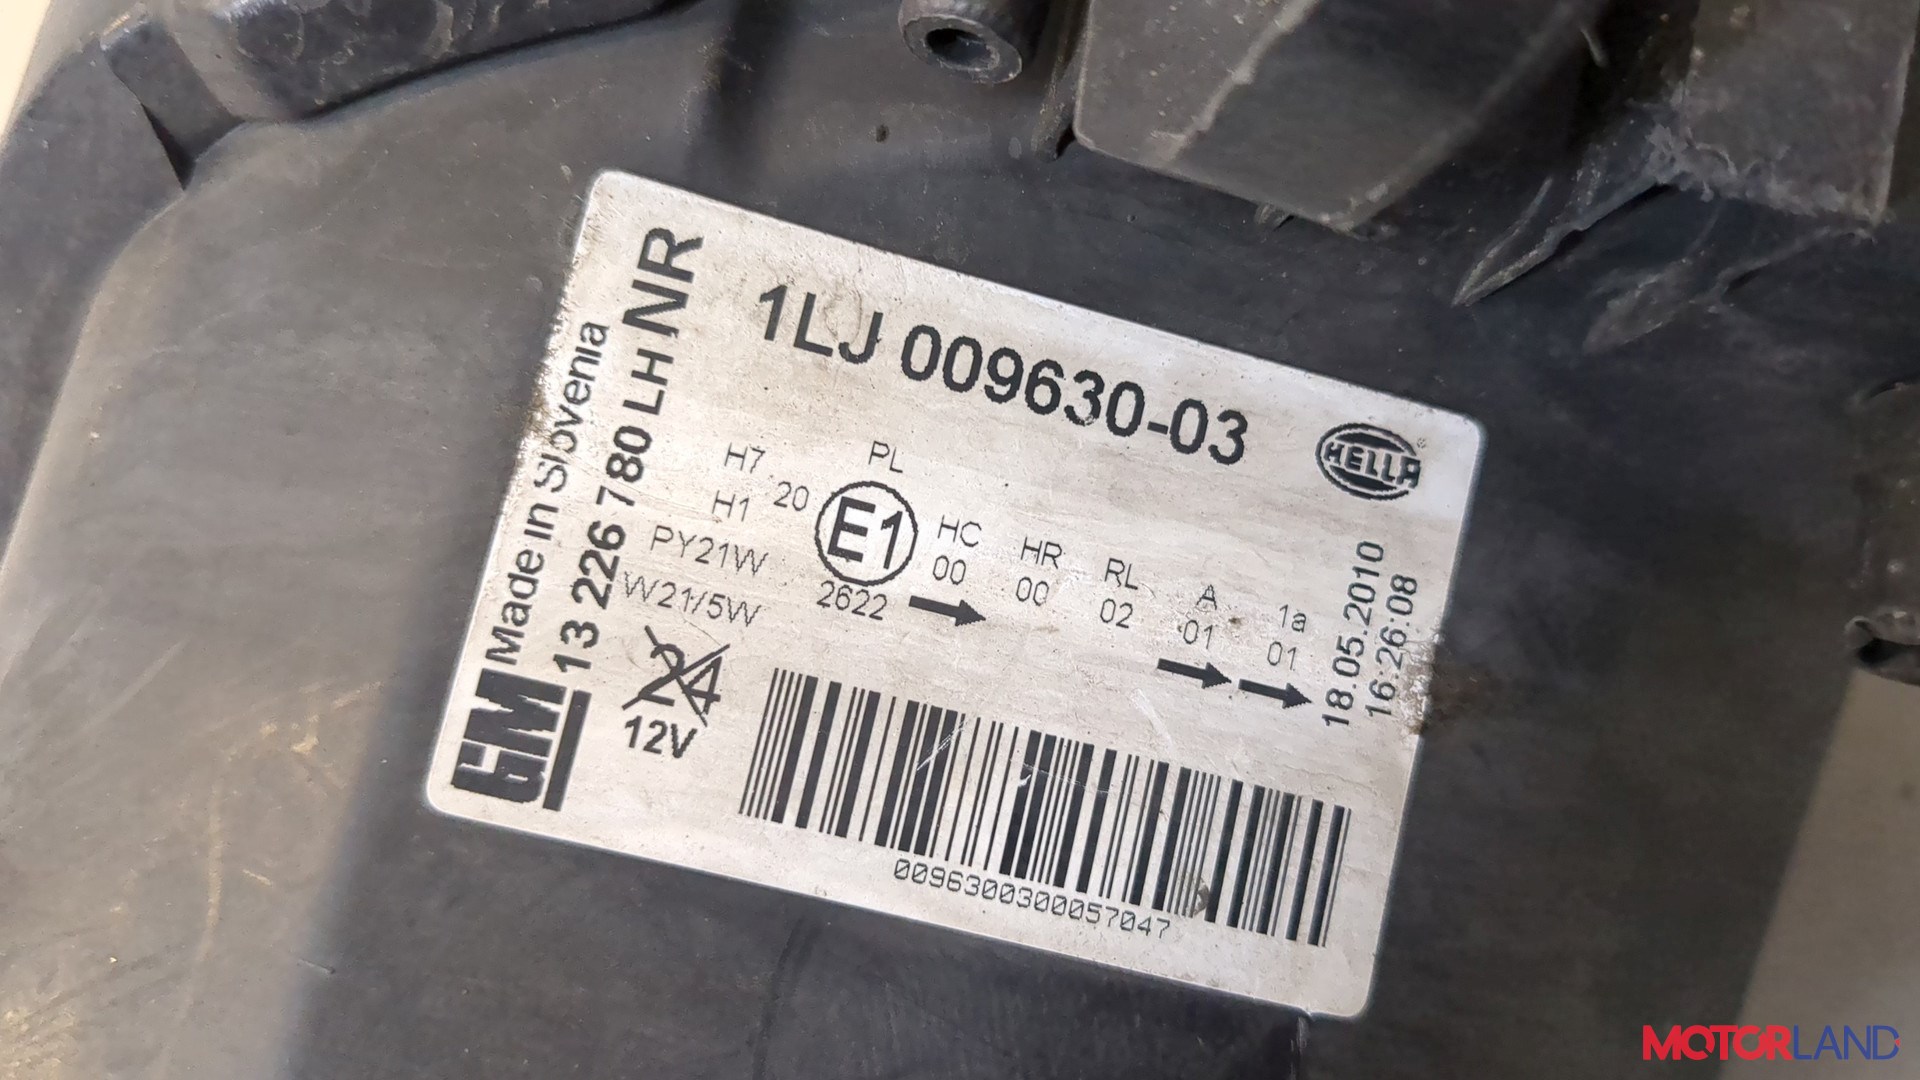 1LJ 009630-03
HELLA
®
Made in Slovenia
13 226 780 LH NR
GM
H7
H1
PY21W
W21/5W
24
12V
20
PL
E1
2622
HC
00
HR
00
RL
02
A
01
1a
01
18.05.2010
16:26:08
009630030005​7047
MOTORLAND